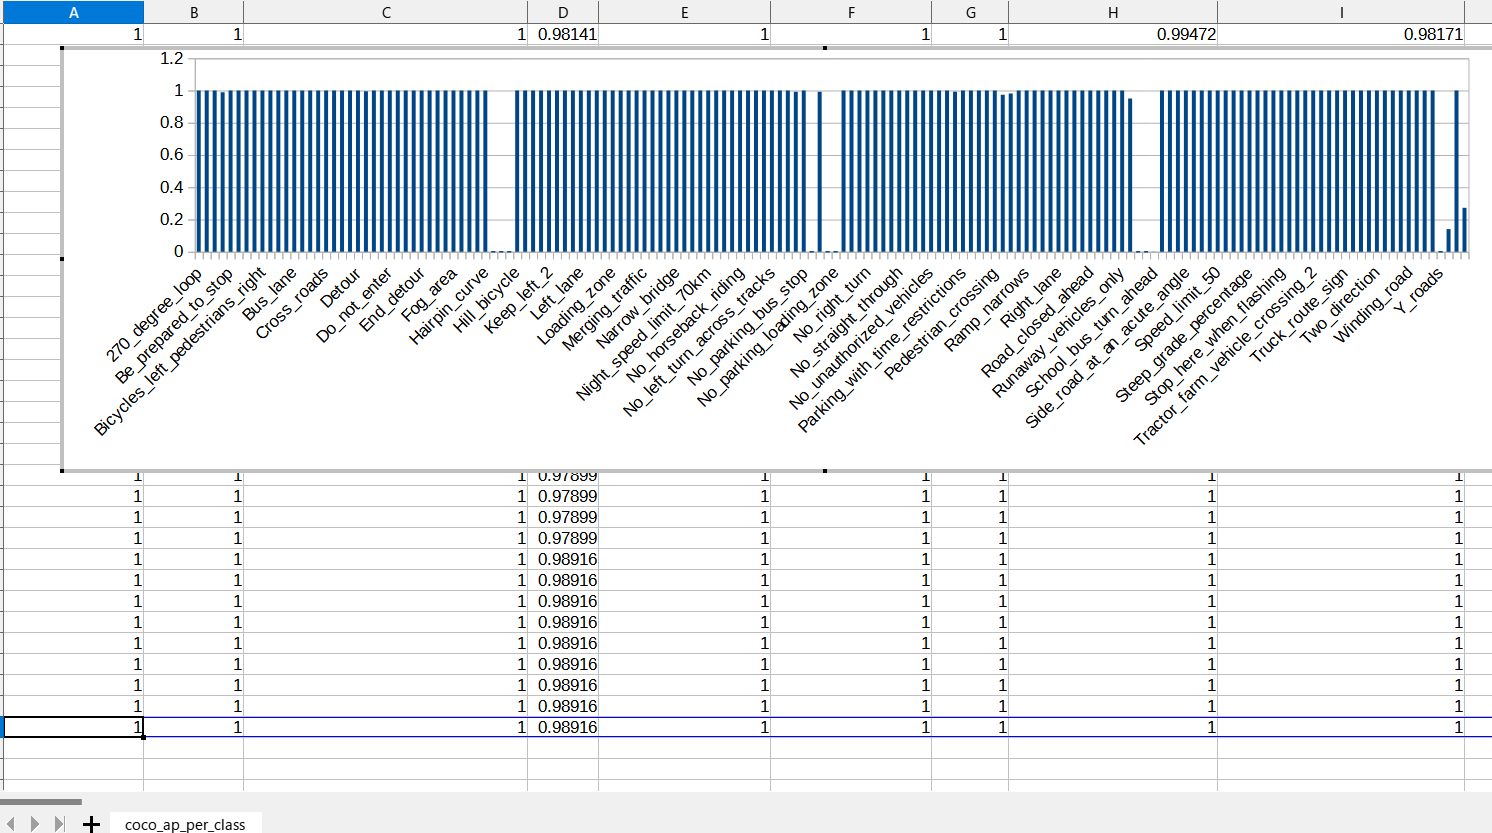 A B C D E F G H I
1 1 1 0.98141 1 1 1 0.99472 0.98171
1.2
1
0.8
0.6
0.4
0.2
0
270_degree_loop
Be_prepared_to_stop
Bicycles_left_pedestrians_right
Bus_lane
Cross_roads
Detour
Do_not_enter
End_detour
Fog_area
Hairpin_curve
Hill_bicycle
Keep_left_2
Left_lane
Loading_zone
Merging_traffic
Narrow_bridge
Night_speed_limit_70km
No_horseback_riding
No_left_turn_across_tracks
No_parking_bus_stop
No_parking_loading_zone
No_right_turn
No_straight_through
No_unauthorized_vehicles
Parking_with_time_restrictions
Pedestrian_crossing
Ramp_narrows
Right_lane
Road_closed_ahead
Runaway_vehicles_only
School_bus_turn_ahead
Side_road_at_an_acute_angle
Speed_limit_50
Steep_grade_percentage
Stop_here_when_flashing
Tractor_farm_vehicle_crossing_2
Truck_route_sign
Two_direction
Winding_road
Y_roads
1 1 1 0.97899 1 1 1 1 1
1 1 1 0.97899 1 1 1 1 1
1 1 1 0.97899 1 1 1 1 1
1 1 1 0.97899 1 1 1 1 1
1 1 1 0.98916 1 1 1 1 1
1 1 1 0.98916 1 1 1 1 1
1 1 1 0.98916 1 1 1 1 1
1 1 1 0.98916 1 1 1 1 1
1 1 1 0.98916 1 1 1 1 1
1 1 1 0.98916 1 1 1 1 1
1 1 1 0.98916 1 1 1 1 1
1 1 1 0.98916 1 1 1 1 1
1 1 1 0.98916 1 1 1 1 1
coco_ap_per_class